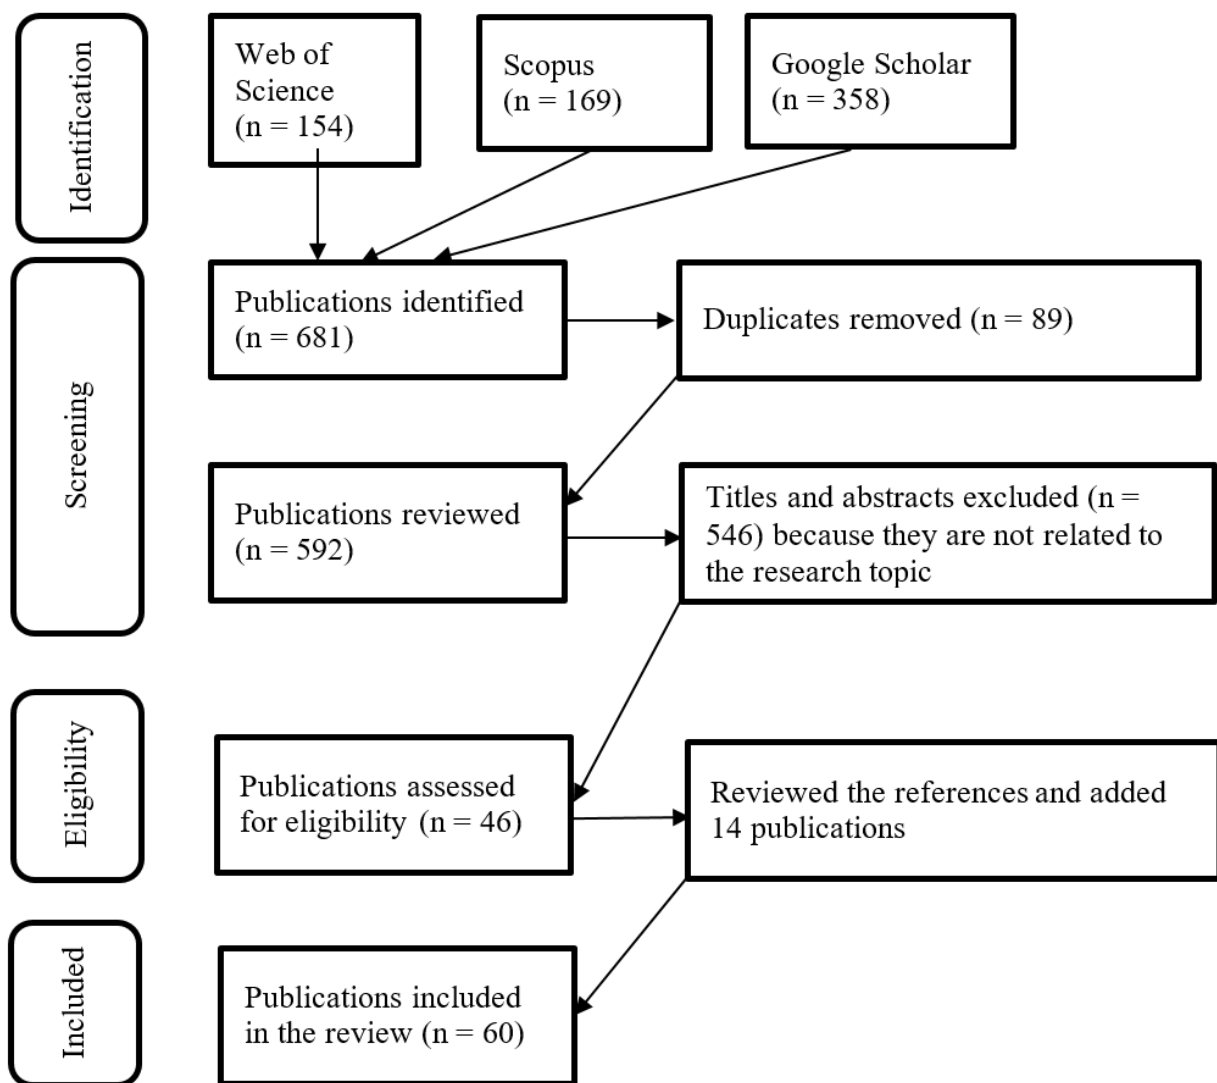 Identification
Web of
Science
(n = 154)
Scopus
(n = 169)
Google Scholar
(n = 358)
Screening
Publications identified
(n = 681)
Duplicates removed (n = 89)
Publications reviewed
(n = 592)
Titles and abstracts excluded (n =
546) because they are not related to
the research topic
Eligibility
Publications assessed
for eligibility (n = 46)
Reviewed the references and added
14 publications
Included
Publications included
in the review (n = 60)